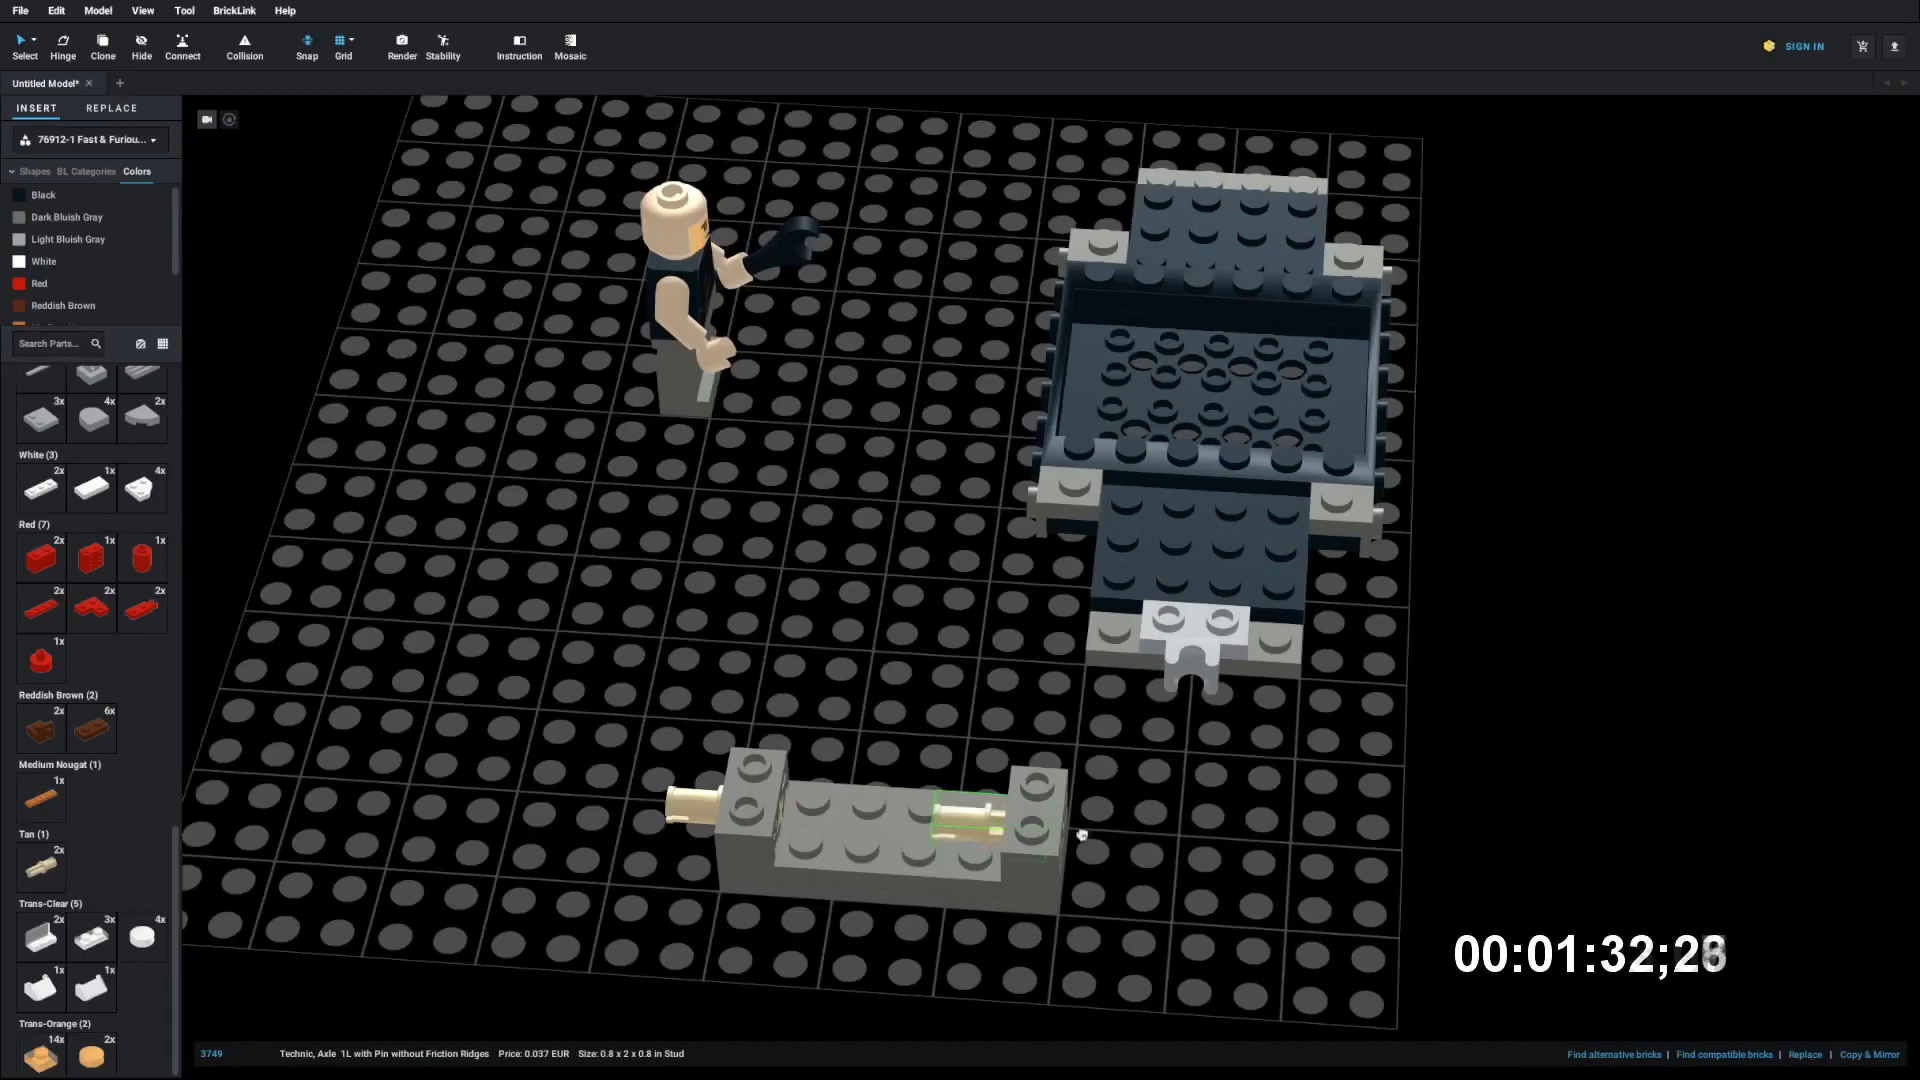 File Edit Model View Tool BrickLink Help
Select Hinge Clone Hide Connect Collision Snap Grid Render Stability Instruction Mosaic
SIGN IN
Untitled Model*
INSERT REPLACE
76912-1 Fast & Furiou...
Shapes BL Categories Colors
Black
Dark Bluish Gray
Light Bluish Gray
White
Red
Reddish Brown
Search Parts...
3x 4x 2x
White (3)
2x 1x 4x
Red (7)
2x 1x 1x
2x 2x 2x
1x
Reddish Brown (2)
2x 6x
Medium Nougat (1)
1x
Tan (1)
2x
Trans-Clear (5)
2x 3x 4x
1x 1x
Trans-Orange (2)
14x 2x
00:01:32;28
3749 Technic, Axle 1L with Pin without Friction Ridges Price: 0.037 EUR Size: 0.8 x 2 x 0.8 in Stud
Find alternative bricks | Find compatible bricks | Replace | Copy & Mirror